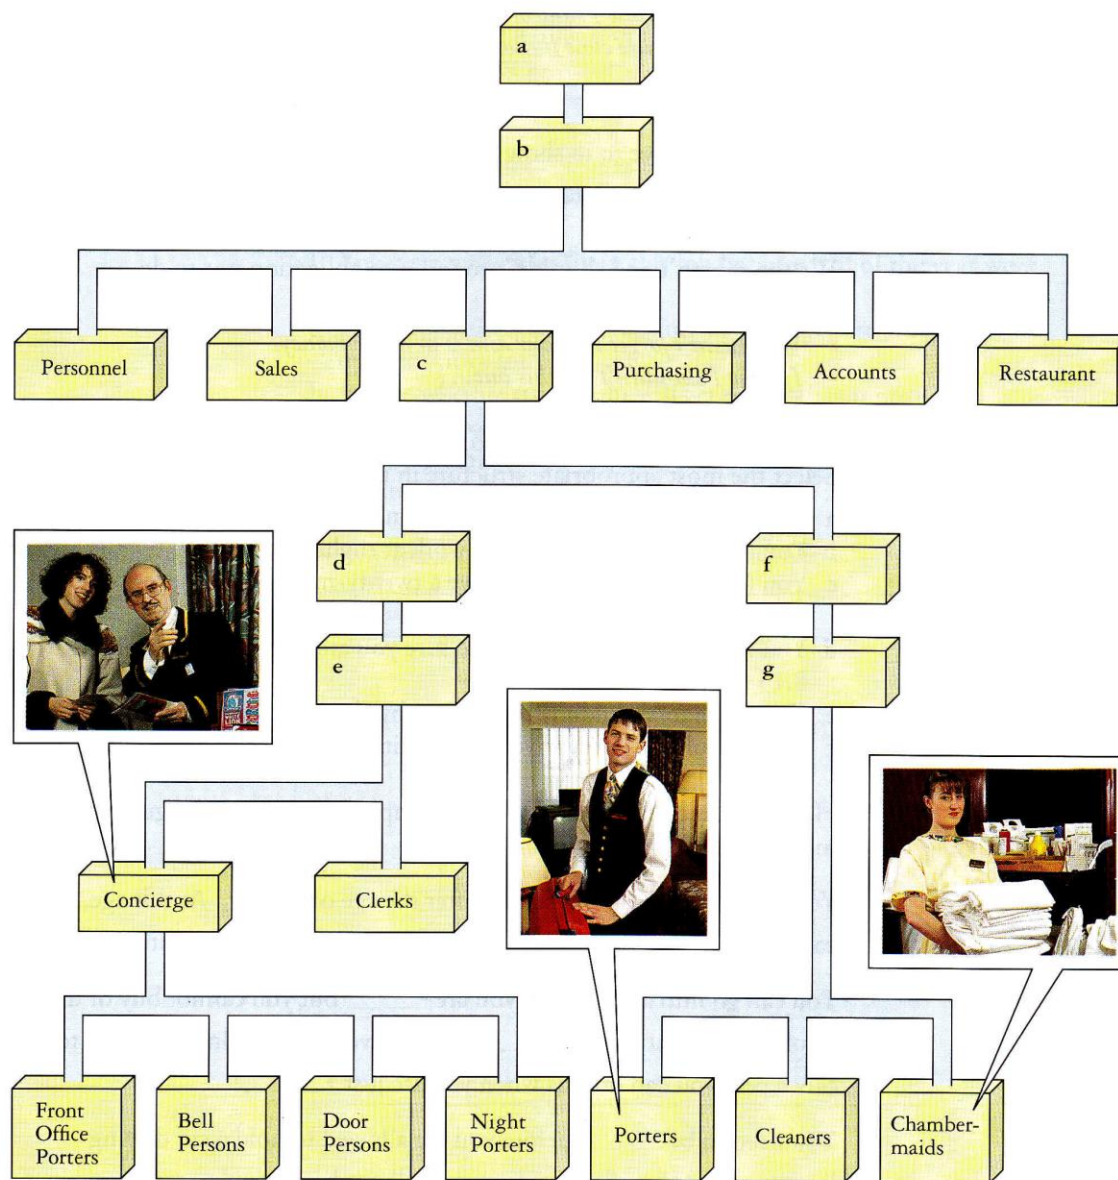 a
b
Personnel
Sales
c
Purchasing
Accounts
Restaurant
d
f
e
g
Concierge
Clerks
Front
Office
Porters
Bell
Persons
Door
Persons
Night
Porters
Porters
Cleaners
Chamber-
maids